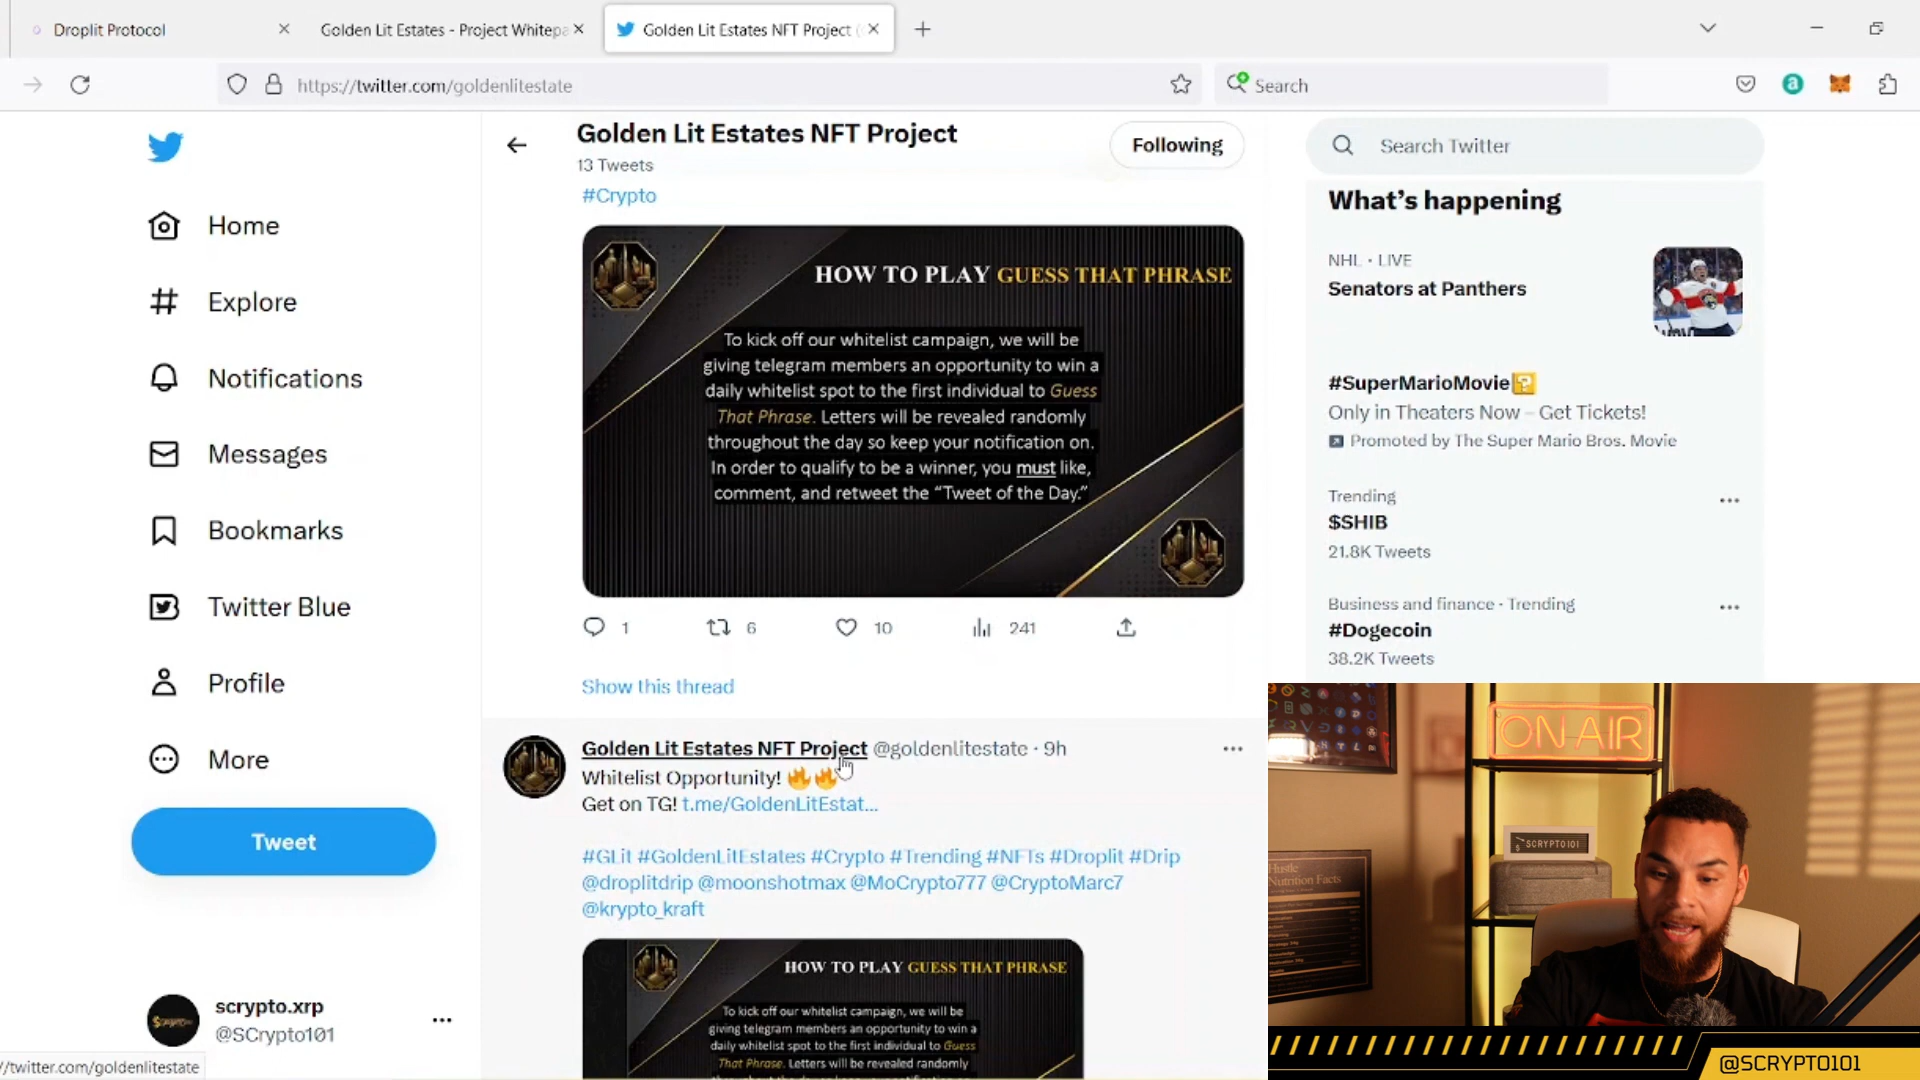 Droplit Protocol
Golden Lit Estates - Project Whitepa
Golden Lit Estates NFT Project (
https://twitter.com/goldenlitestate
Search
Home
Explore
Notifications
Messages
Bookmarks
Twitter Blue
Profile
More
Tweet
scrypto.xrp
@SCrypto101
//twitter.com/goldenlitestate
Golden Lit Estates NFT Project
13 Tweets
Following
#Crypto
HOW TO PLAY GUESS THAT PHRASE
To kick off our whitelist campaign, we will be
giving telegram members an opportunity to win a
daily whitelist spot to the first individual to Guess
That Phrase. Letters will be revealed randomly
throughout the day so keep your notification on.
In order to qualify to be a winner, you must like,
comment, and retweet the “Tweet of the Day.”
1
6
10
241
Show this thread
Golden Lit Estates NFT Project @goldenlitestate · 9h
Whitelist Opportunity!
Get on TG! t.me/GoldenLitEstat...
#GLit #GoldenLitEstates #Crypto #Trending #NFTs #Droplit #Drip
@droplitdrip @moonshotmax @MoCrypto777 @CryptoMarc7
@krypto_kraft
HOW TO PLAY GUESS THAT PHRASE
To kick off our whitelist campaign, we will be
giving telegram members an opportunity to win a
daily whitelist spot to the first individual to Guess
That Phrase. Letters will be revealed randomly
Search Twitter
What’s happening
NHL · LIVE
Senators at Panthers
#SuperMarioMovie
Only in Theaters Now – Get Tickets!
Promoted by The Super Mario Bros. Movie
Trending
$SHIB
21.8K Tweets
Business and finance · Trending
#Dogecoin
38.2K Tweets
ON AIR
SCRYPTO101
Hustle
Nutrition Facts
@SCRYPTO101